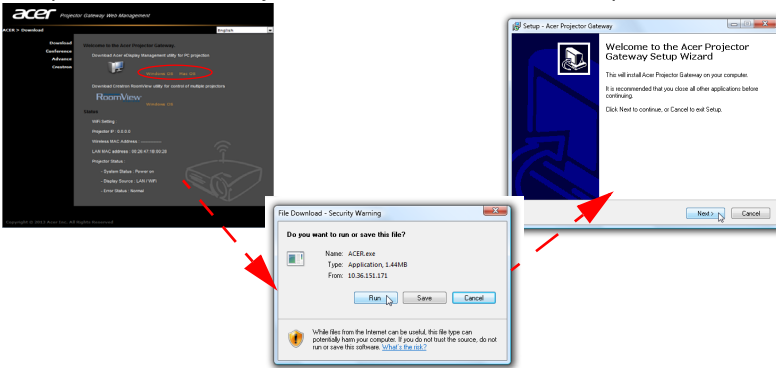 acer Projector Gateway Web Management
ACER > Download
English
Download
Conference
Advance
Crestron
Welcome to the Acer Projector Gateway.
Download Acer eDisplay Management utility for PC projection
Windows OS Mac OS
Download Crestron RoomView utility for control of multiple projectors
RoomView
Windows OS
Status
WiFi Setting :
Projector IP : 0.0.0.0
Wireless MAC Address : -------------
LAN MAC address : 00:26:47:18:00:28
Projector Status :
- System Status : Power on
- Display Source : LAN / WiFi
- Error Status : Normal
Copyright © 2013 Acer Inc. All Rights Reserved.
File Download - Security Warning
Do you want to run or save this file?
Name: ACER.exe
Type: Application, 1.44MB
From: 10.36.151.171
Run Save Cancel
While files from the Internet can be useful, this file type can
potentially harm your computer. If you do not trust the source, do not
run or save this software. What's the risk?
Setup - Acer Projector Gateway
Welcome to the Acer Projector
Gateway Setup Wizard
This will install Acer Projector Gateway on your computer.
It is recommended that you close all other applications before
continuing.
Click Next to continue, or Cancel to exit Setup.
Next > Cancel